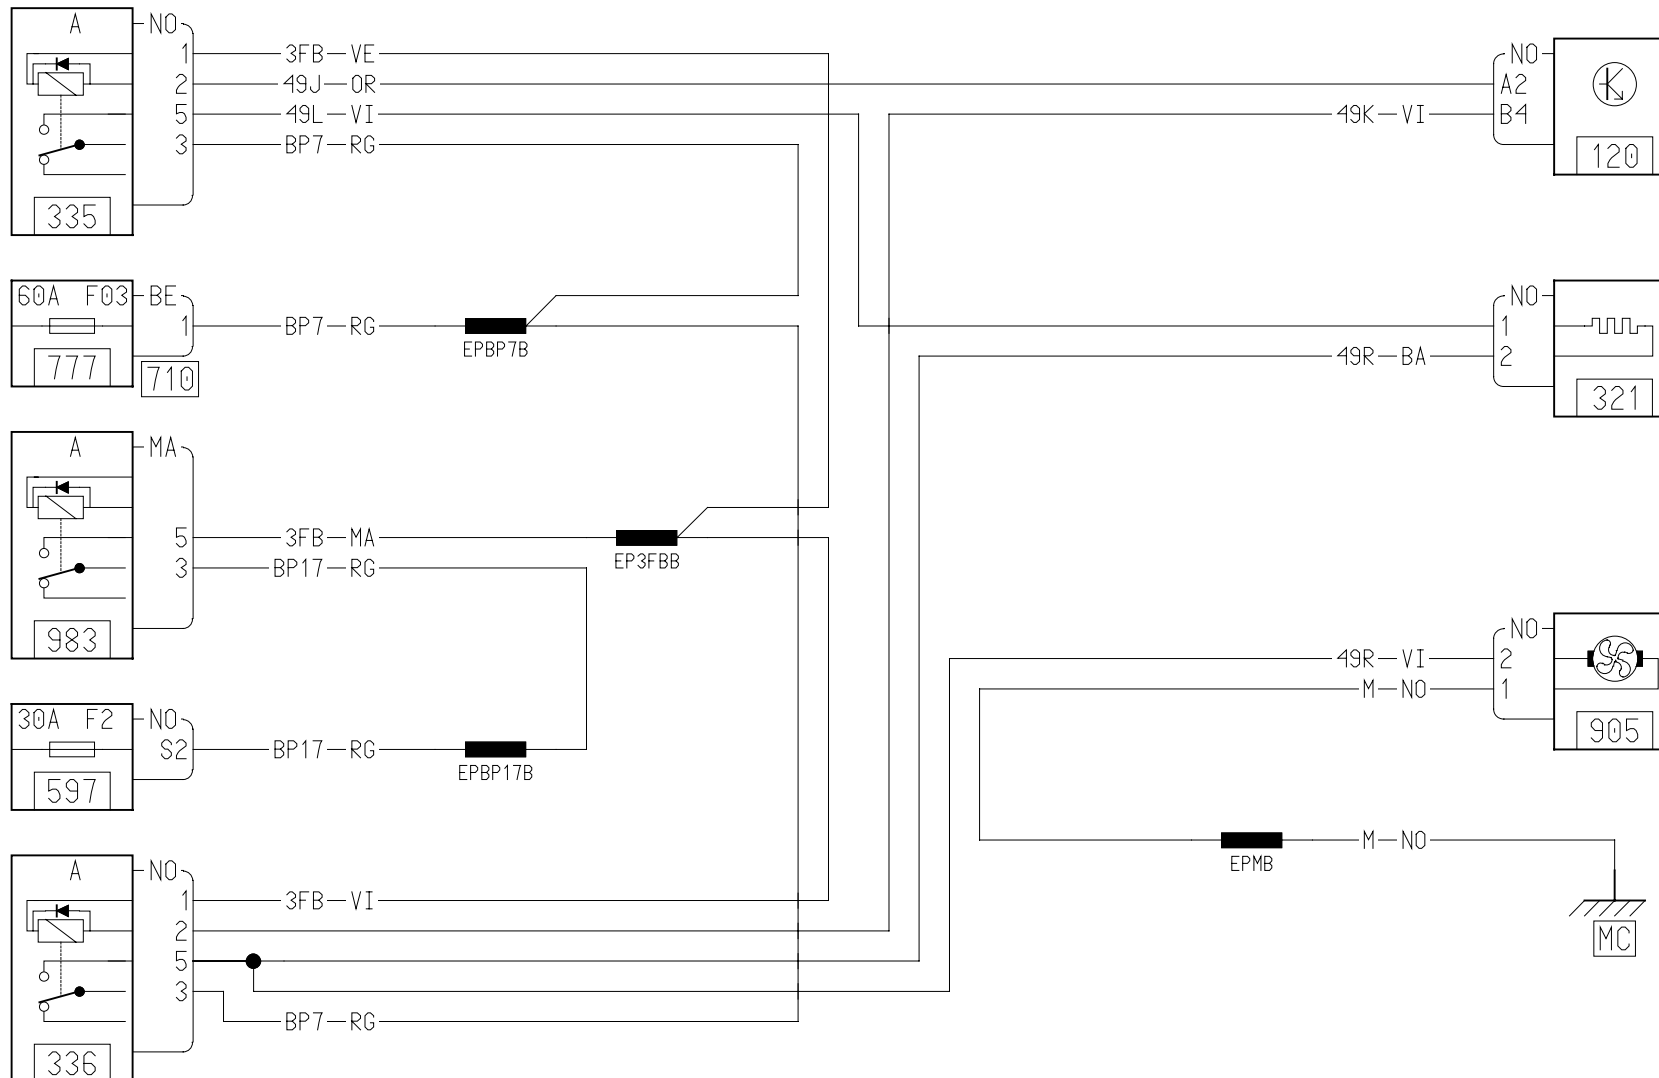 A NO
1 3FB VE
2 49J OR
5 49L VI
3 BP7 RG
335
NO
A2
49K VI B4
120
60A F03 BE
1 BP7 RG
EPBP7B
777
710
NO
1
49R BA 2
321
A MA
5 3FB MA
EP3FBB
3 BP17 RG
983
NO
49R VI 2
M NO 1
905
30A F2 NO
S2 BP17 RG
EPBP17B
597
M NO
EPMB
MC
A NO
1 3FB VI
2
5
3
BP7 RG
336